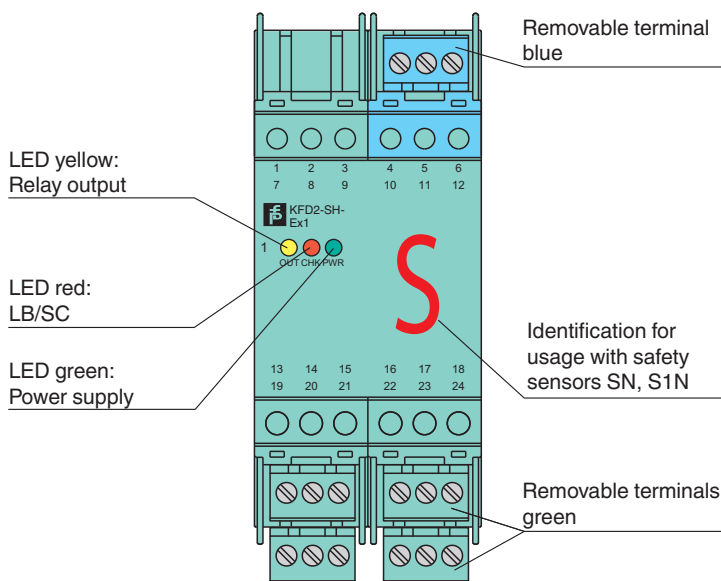 Removable terminal
blue
LED yellow:
Relay output
1 2 3 4 5 6
7 8 9 10 11 12
KFD2-SH-
Ex1
1
OUT CHK PWR
LED red:
LB/SC
Identification for
usage with safety
sensors SN, S1N
S
LED green:
Power supply
13 14 15 16 17 18
19 20 21 22 23 24
Removable terminals
green